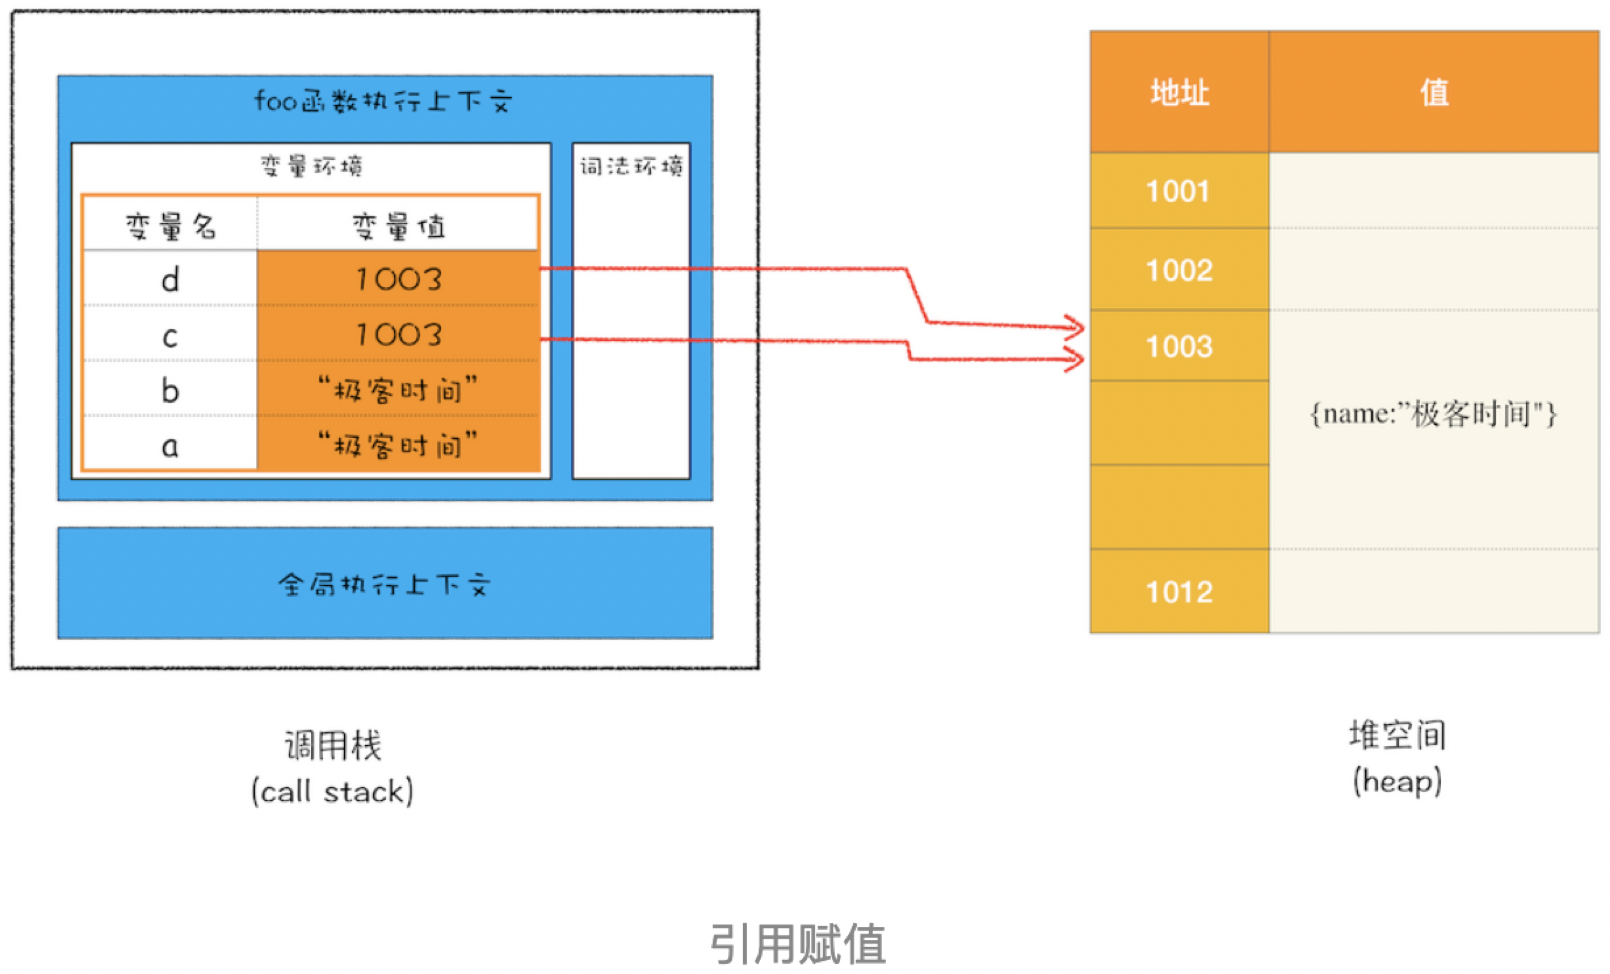 foo函数执行上下文
变量环境
词法环境
变量名 变量值
d 1003
c 1003
b “极客时间”
a “极客时间”
全局执行上下文
调用栈
(call stack)
地址 值
1001
1002
1003
{name:”极客时间"}
1012
堆空间
(heap)
引用赋值